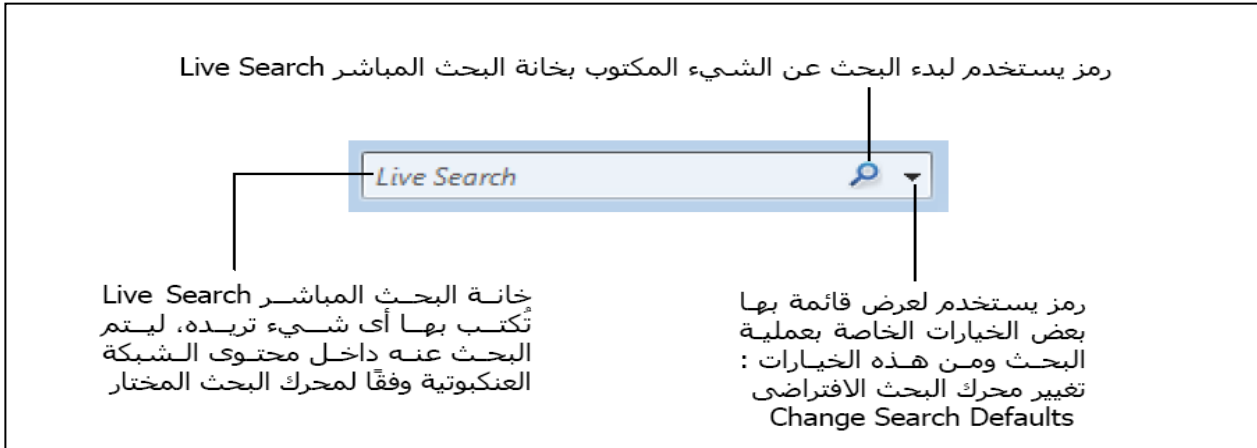 رمز يستخدم لبدء البحث عن الشيء المكتوب بخانة البحث المباشر Live Search
Live Search
رمز يستخدم لعرض قائمة بها
بعض الخيارات الخاصة بعملية
البحث ومن هذه الخيارات :
تغيير محرك البحث الافتراضى
Change Search Defaults
خانة البحث المباشر Live Search
تُكتب بها أى شيء تريده، ليتم
البحث عنه داخل محتوى الشبكة
العنكبوتية وفقًا لمحرك البحث المختار